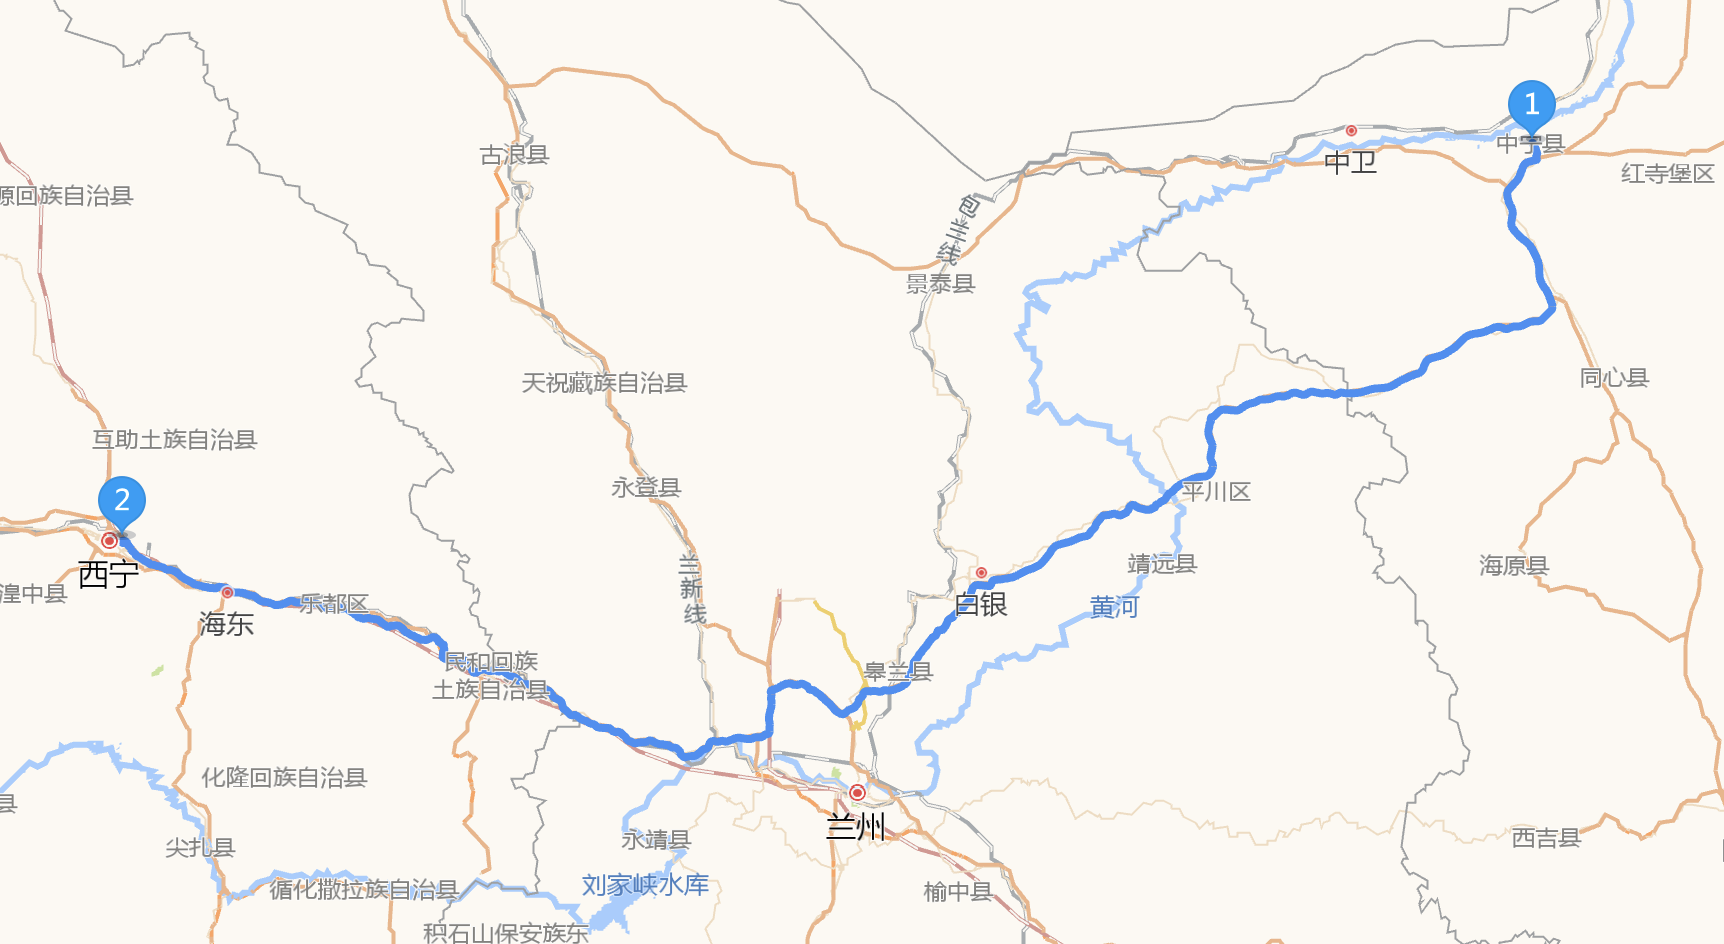 1
中宁县
中卫
红寺堡区
古浪县
源回族自治县
包兰线
景泰县
天祝藏族自治县
同心县
互助土族自治县
2
永登县
平川区
西宁
湟中县
兰新线
海东
乐都区
白银
靖远县
黄河
海原县
民和回族
土族自治县
皋兰县
化隆回族自治县
县
尖扎县
永靖县
兰州
西吉县
循化撒拉族自治县
刘家峡水库
榆中县
积石山保安族东